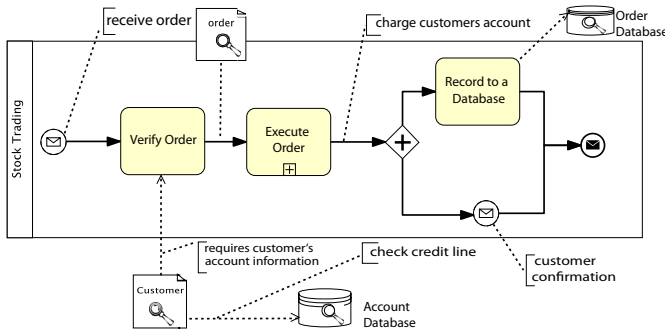 receive order
order
charge customers account
Order
Database
Stock Trading
Verify Order
Execute
Order
Record to a
Database
requires customer's
account information
check credit line
customer
confirmation
Customer
Account
Database